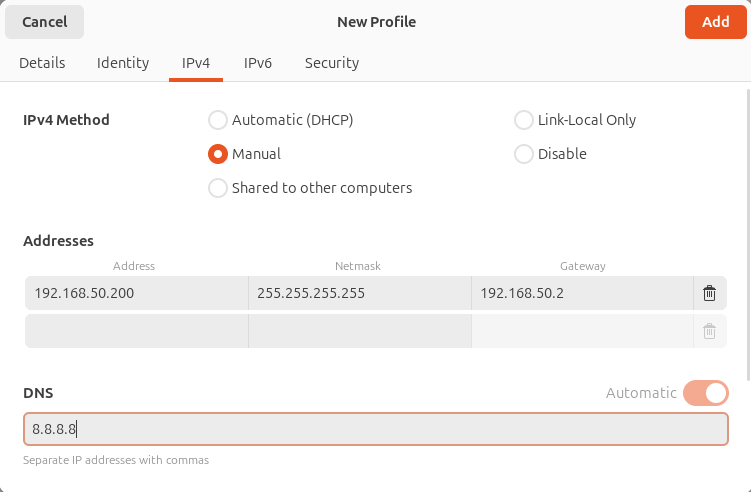 Cancel New Profile Add
Details Identity IPv4 IPv6 Security
IPv4 Method Automatic (DHCP) Link-Local Only
Manual Disable
Shared to other computers
Addresses
Address Netmask Gateway
192.168.50.200 255.255.255.255 192.168.50.2
DNS Automatic
8.8.8.8
Separate IP addresses with commas